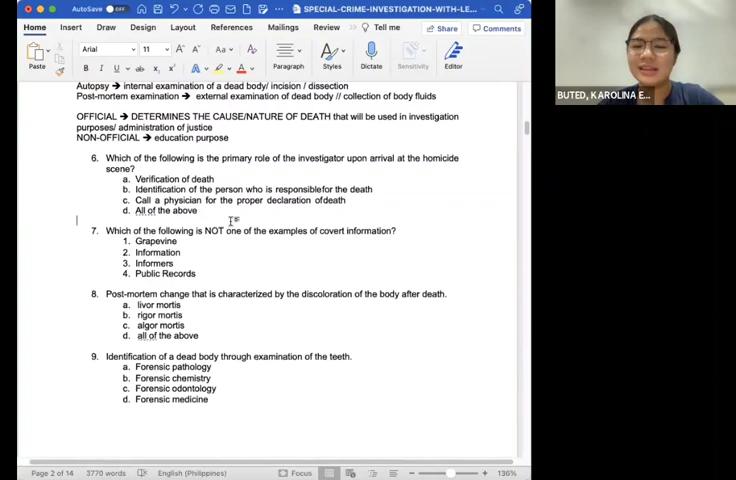 AutoSave OFF SPECIAL-CRIME-INVESTIGATION-WITH-LE...
Home Insert Draw Design Layout References Mailings Review Tell me Share Comments
Paste Arial 11 Paragraph Styles Dictate Sensitivity Editor
Autopsy ➔ internal examination of a dead body/ incision / dissection
Post-mortem examination ➔ external examination of dead body // collection of body fluids
OFFICIAL ➔ DETERMINES THE CAUSE/NATURE OF DEATH that will be used in investigation
purposes/ administration of justice
NON-OFFICIAL ➔ education purpose
6. Which of the following is the primary role of the investigator upon arrival at the homicide
scene?
a. Verification of death
b. Identification of the person who is responsiblefor the death
c. Call a physician for the proper declaration ofdeath
d. All of the above
7. Which of the following is NOT one of the examples of covert information?
1. Grapevine
2. Information
3. Informers
4. Public Records
8. Post-mortem change that is characterized by the discoloration of the body after death.
a. livor mortis
b. rigor mortis
c. algor mortis
d. all of the above
9. Identification of a dead body through examination of the teeth.
a. Forensic pathology
b. Forensic chemistry
c. Forensic odontology
d. Forensic medicine
Page 2 of 14 3770 words English (Philippines) Focus 136%
BUTED, KAROLINA E...